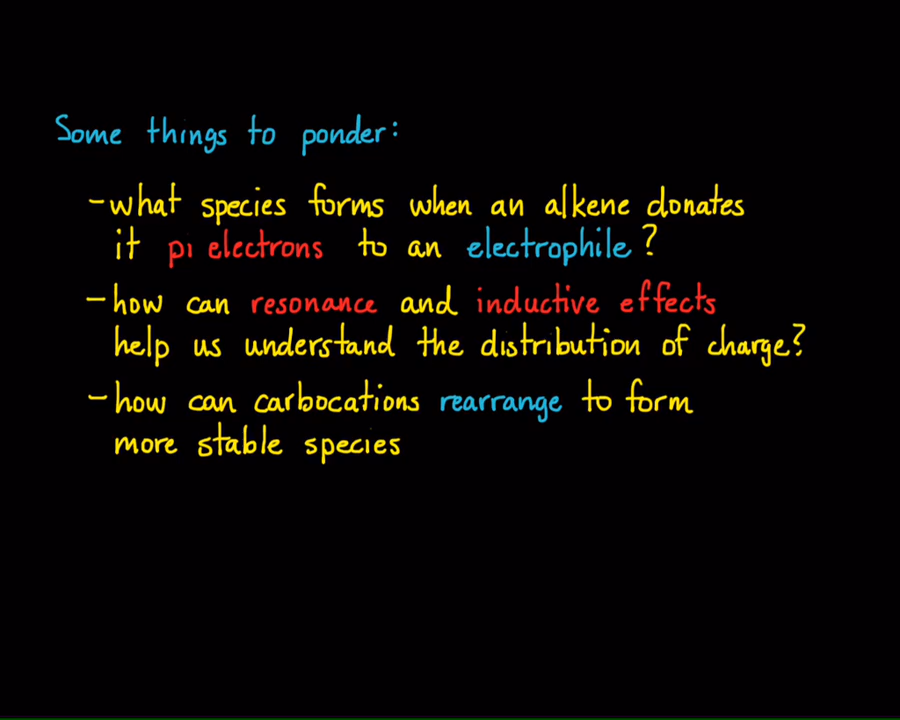 Some things to ponder:
-what species forms when an alkene donates
it pi electrons to an electrophile?
-how can resonance and inductive effects
help us understand the distribution of charge?
-how can carbocations rearrange to form
more stable species